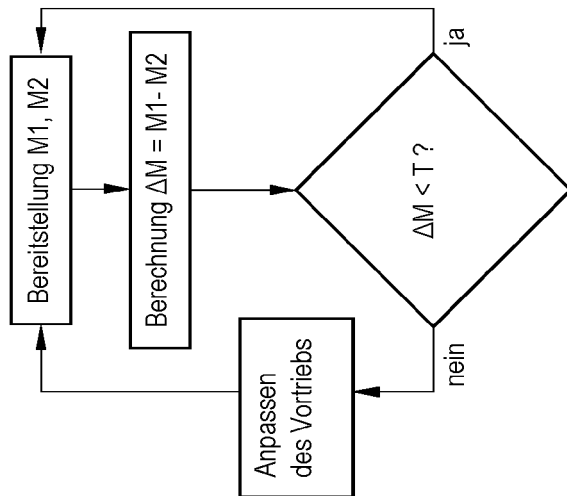 Bereitstellung M1, M2
Berechnung ΔM = M1- M2
ΔM < T ?
ja
nein
Anpassen
des Vortriebs